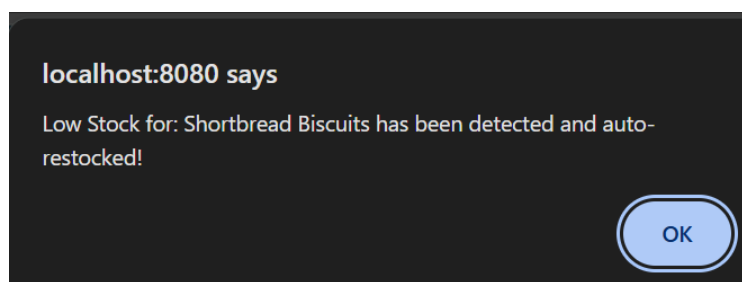 localhost:8080 says
Low Stock for: Shortbread Biscuits has been detected and auto-
restocked!
OK